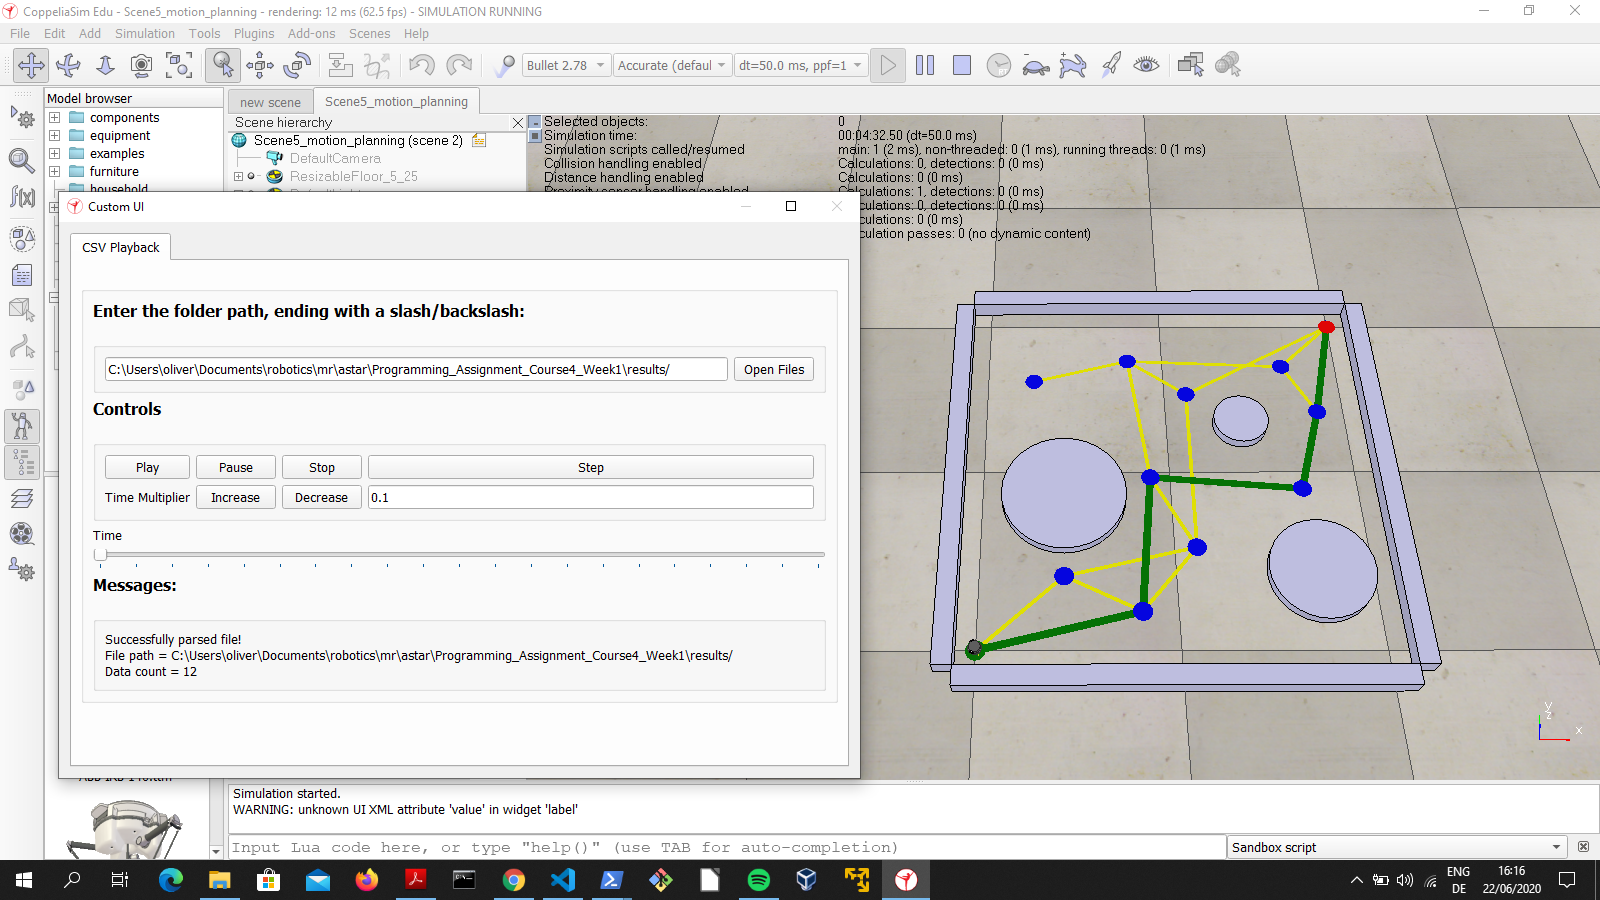 CoppeliaSim Edu - Scene5_motion_planning - rendering: 12 ms (62.5 fps) - SIMULATION RUNNING
File Edit Add Simulation Tools Plugins Add-ons Scenes Help
Bullet 2.78 Accurate (defaul dt=50.0 ms, ppf=1
Model browser
components
equipment
examples
furniture
household
new scene Scene5_motion_planning
Scene hierarchy
Scene5_motion_planning (scene 2)
DefaultCamera
ResizableFloor_5_25
Selected objects: 0
Simulation time: 00:04:32.50 (dt=50.0 ms)
Simulation scripts called/resumed main: 1 (2 ms), non-threaded: 0 (1 ms), running threads: 0 (1 ms)
Collision handling enabled Calculations: 0, detections: 0 (0 ms)
Distance handling enabled Calculations: 0 (0 ms)
Proximity sensor handling enabled Calculations: 1, detections: 0 (0 ms)
culations: 0, detections: 0 (0 ms)
culations: 0 (0 ms)
culation passes: 0 (no dynamic content)
Custom UI
CSV Playback
Enter the folder path, ending with a slash/backslash:
C:\Users\oliver\Documents\robotics\mr\astar\Programming_Assignment_Course4_Week1\results/ Open Files
Controls
Play Pause Stop Step
Time Multiplier Increase Decrease 0.1
Time
Messages:
Successfully parsed file!
File path = C:\Users\oliver\Documents\robotics\mr\astar\Programming_Assignment_Course4_Week1\results/
Data count = 12
y
z
x
Simulation started.
WARNING: unknown UI XML attribute 'value' in widget 'label'
Input Lua code here, or type "help()" (use TAB for auto-completion) Sandbox script
ENG
DE
16:16
22/06/2020